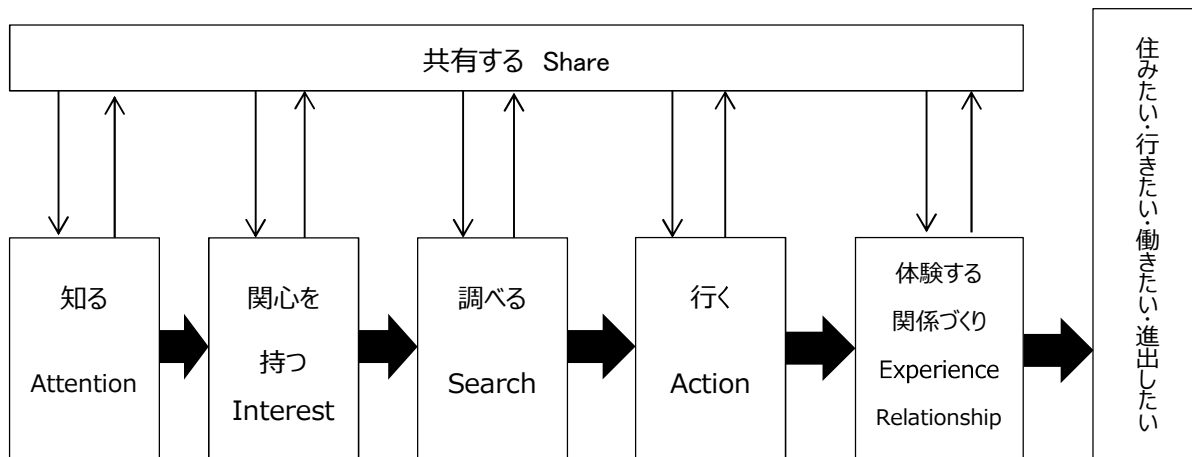 共有する Share
知る
Attention
関心を
持つ
Interest
調べる
Search
行く
Action
体験する
関係づくり
Experience
Relationship
住みたい・行きたい・働きたい・進出したい